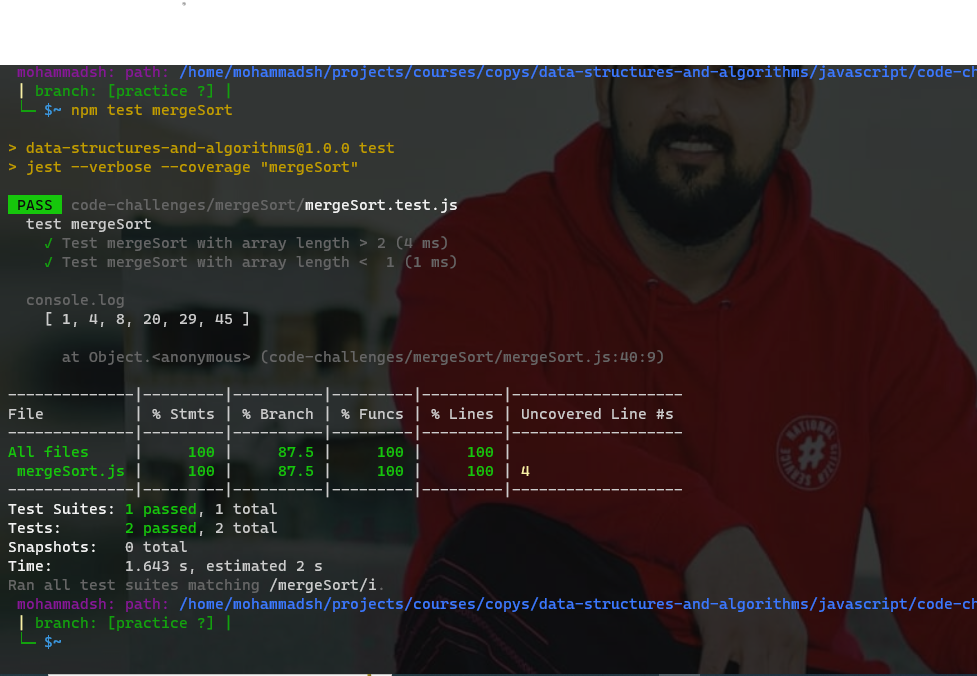 mohammadsh: path: /home/mohammadsh/projects/courses/copys/data-structures-and-algorithms/javascript/code-ch
| branch: [practice ?] |
└─ $~ npm test mergeSort
> data-structures-and-algorithms@1.0.0 test
> jest --verbose --coverage "mergeSort"
PASS code-challenges/mergeSort/mergeSort.test.js
test mergeSort
✓ Test mergeSort with array length > 2 (4 ms)
✓ Test mergeSort with array length <  1 (1 ms)
console.log
[ 1, 4, 8, 20, 29, 45 ]
at Object.<anonymous> (code-challenges/mergeSort/mergeSort.js:40:9)
--------------|---------|----------|---------|---------|-------------------
File          | % Stmts | % Branch | % Funcs | % Lines | Uncovered Line #s
--------------|---------|----------|---------|---------|-------------------
All files     |     100 |     87.5 |     100 |     100 |
 mergeSort.js |     100 |     87.5 |     100 |     100 | 4
--------------|---------|----------|---------|---------|-------------------
Test Suites: 1 passed, 1 total
Tests:       2 passed, 2 total
Snapshots:   0 total
Time:        1.643 s, estimated 2 s
Ran all test suites matching /mergeSort/i.
mohammadsh: path: /home/mohammadsh/projects/courses/copys/data-structures-and-algorithms/javascript/code-ch
| branch: [practice ?] |
└─ $~
NATIONAL
#
SERVICE